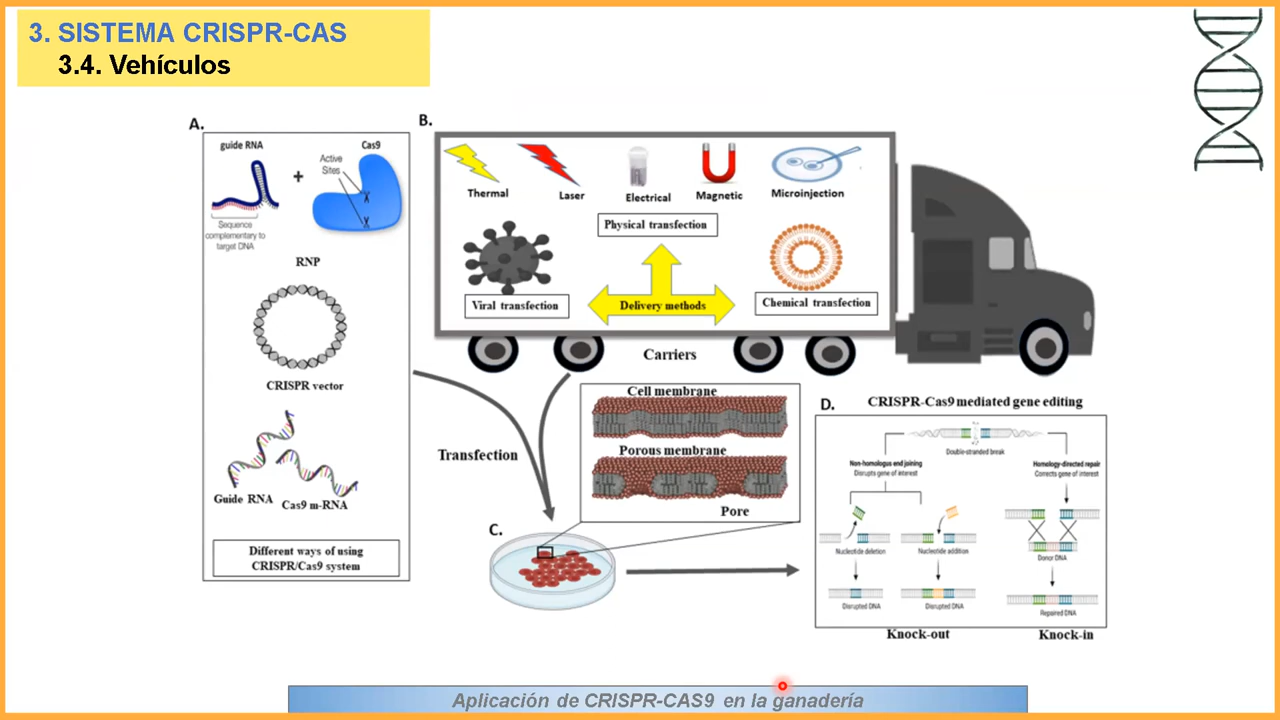 3. SISTEMA CRISPR-CAS
3.4. Vehículos
A.
guide RNA
Cas9
Active
Sites
+
Sequence
complementary to
target DNA
RNP
CRISPR vector
Guide RNA
Cas9 m-RNA
Different ways of using
CRISPR/Cas9 system
B.
Thermal
Laser
Electrical
Magnetic
Microinjection
Physical transfection
Viral transfection
Delivery methods
Chemical transfection
Carriers
Transfection
Cell membrane
Porous membrane
Pore
C.
D.
CRISPR-Cas9 mediated gene editing
Double-stranded break
Non-homologous end joining
Disrupts gene of interest
Homology-directed repair
Corrects gene of interest
Nucleotide deletion
Nucleotide addition
Donor DNA
Disrupted DNA
Disrupted DNA
Repaired DNA
Knock-out
Knock-in
Aplicación de CRISPR-CAS9 en la ganadería